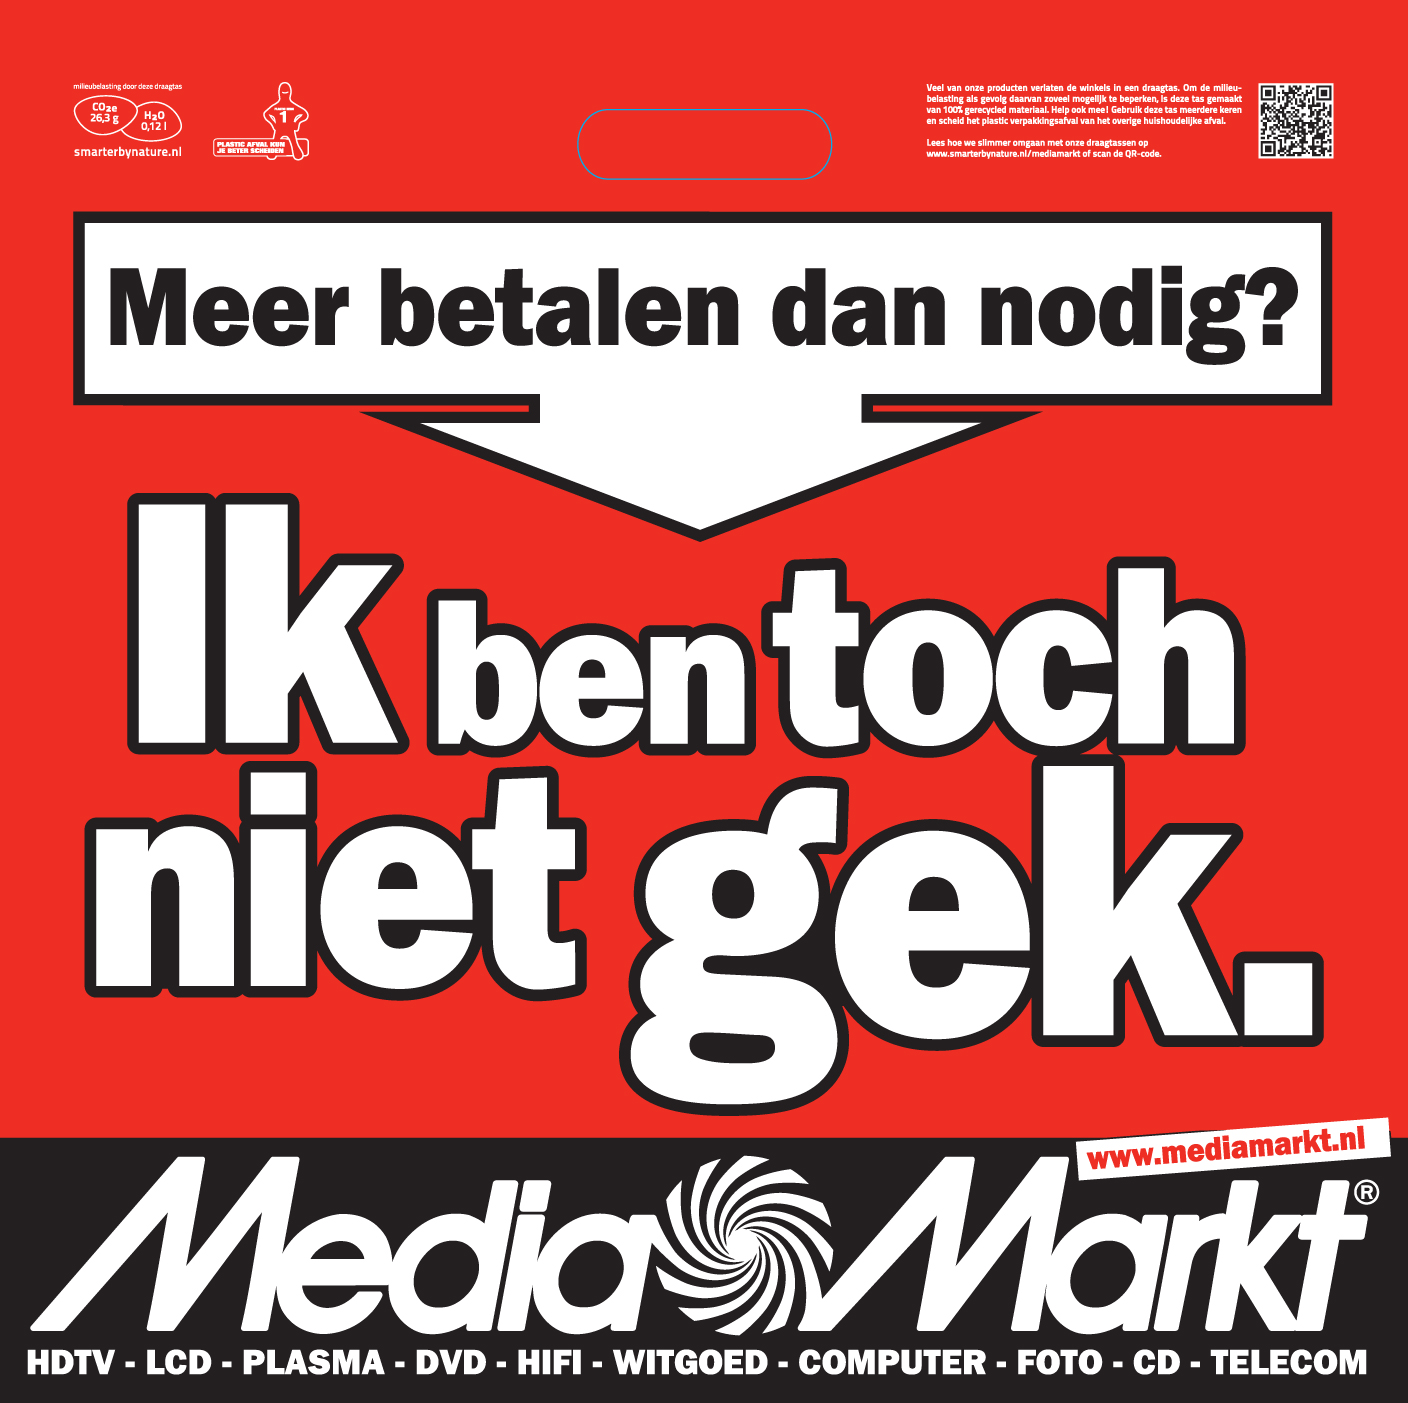 milieubelasting door deze draagtas
CO2e
26,3 g
H2O
0,12 l
smarterbynature.nl
PLASTIC HERO
1
PLASTIC AFVAL KUN
JE BETER SCHEIDEN
Veel van onze producten verlaten de winkels in een draagtas. Om de milieu-
belasting als gevolg daarvan zoveel mogelijk te beperken, is deze tas gemaakt
van 100% gerecycled materiaal. Help ook mee! Gebruik deze tas meerdere keren
en scheid het plastic verpakkingsafval van het overige huishoudelijke afval.
Lees hoe we slimmer omgaan met onze draagtassen op
www.smarterbynature.nl/mediamarkt of scan de QR-code.
Meer betalen dan nodig?
Ik ben toch
niet gek.
www.mediamarkt.nl
Media Markt®
HDTV - LCD - PLASMA - DVD - HIFI - WITGOED - COMPUTER - FOTO - CD - TELECOM